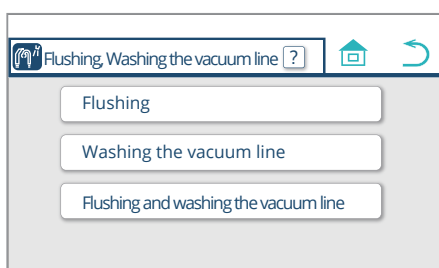 Flushing, Washing the vacuum line ?
Flushing
Washing the vacuum line
Flushing and washing the vacuum line